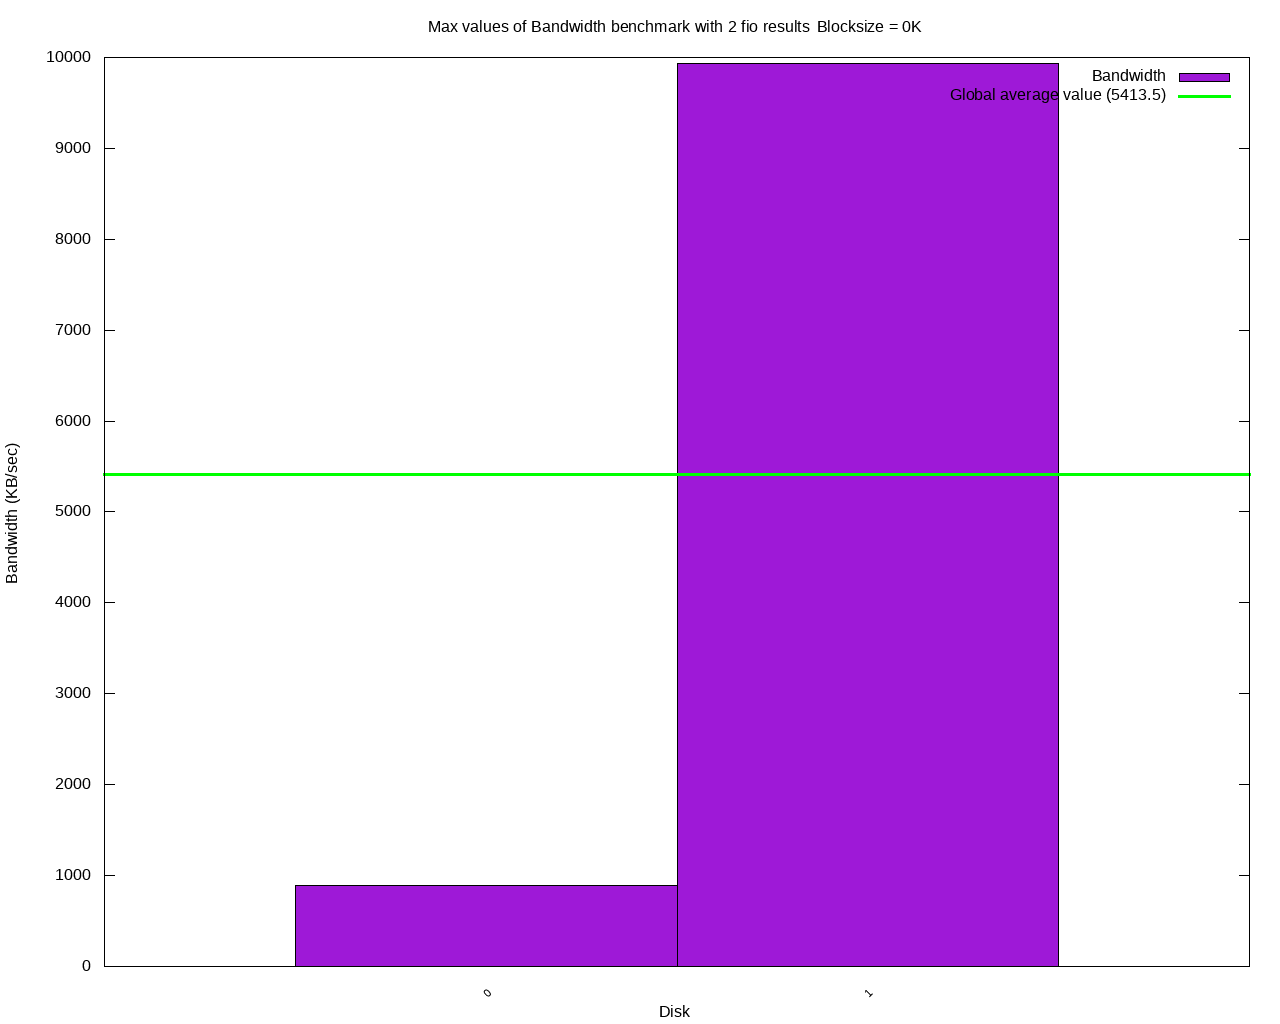 Max values of Bandwidth benchmark with 2 fio results Blocksize = 0K
Bandwidth
Global average value (5413.5)
10000
9000
8000
7000
6000
5000
4000
3000
2000
1000
0
Bandwidth (KB/sec)
0
1
Disk